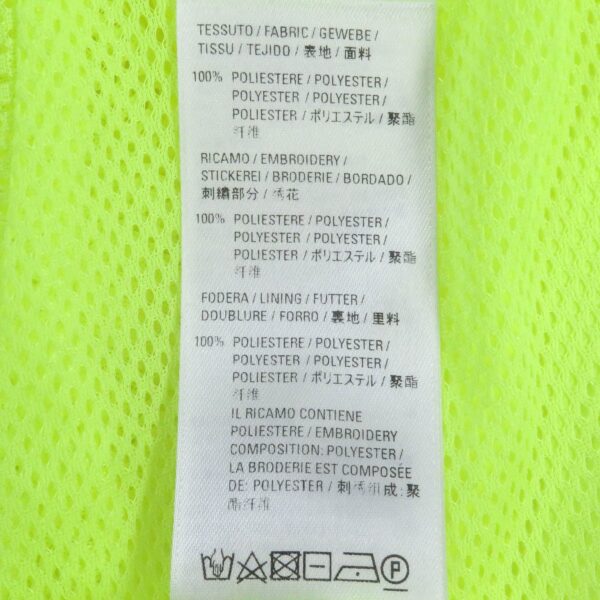 TESSUTO / FABRIC / GEWEBE /
TISSU / TEJIDO / 表地 / 面料
100% POLIESTERE / POLYESTER /
POLYESTER / POLYESTER /
POLIESTER / ポリエステル / 聚酯
纤维
RICAMO / EMBROIDERY /
STICKEREI / BRODERIE / BORDADO /
刺繍部分 / 绣花
100% POLIESTERE / POLYESTER /
POLYESTER / POLYESTER /
POLIESTER / ポリエステル / 聚酯
纤维
FODERA / LINING / FUTTER /
DOUBLURE / FORRO / 裏地 / 里料
100% POLIESTERE / POLYESTER /
POLYESTER / POLYESTER /
POLIESTER / ポリエステル / 聚酯
纤维
IL RICAMO CONTIENE
POLIESTERE / EMBROIDERY
COMPOSITION: POLYESTER /
LA BRODERIE EST COMPOSÉE
DE: POLYESTER / 刺绣组成: 聚
酯纤维
P